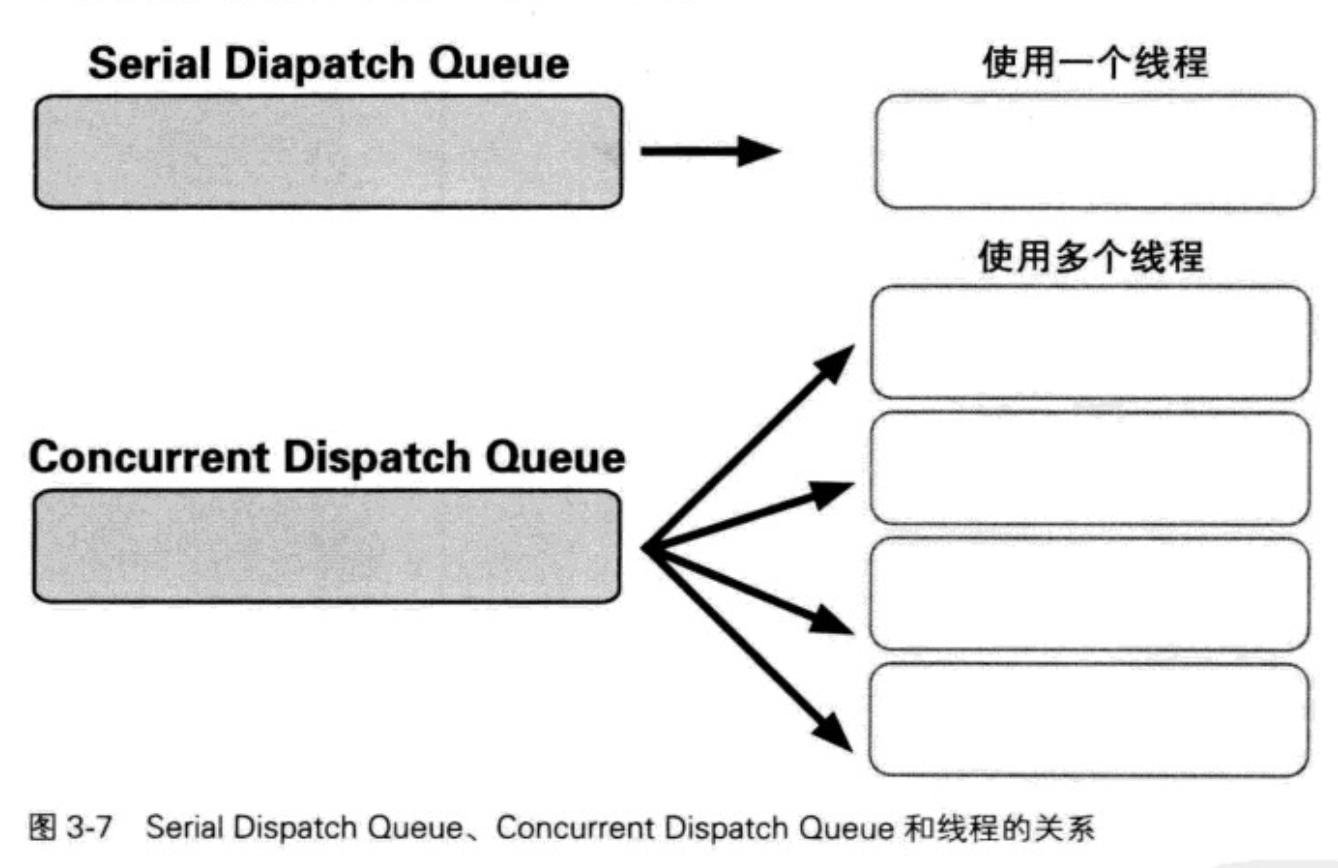 Serial Diapatch Queue
使用一个线程
使用多个线程
Concurrent Dispatch Queue
图 3-7 Serial Dispatch Queue、Concurrent Dispatch Queue 和线程的关系